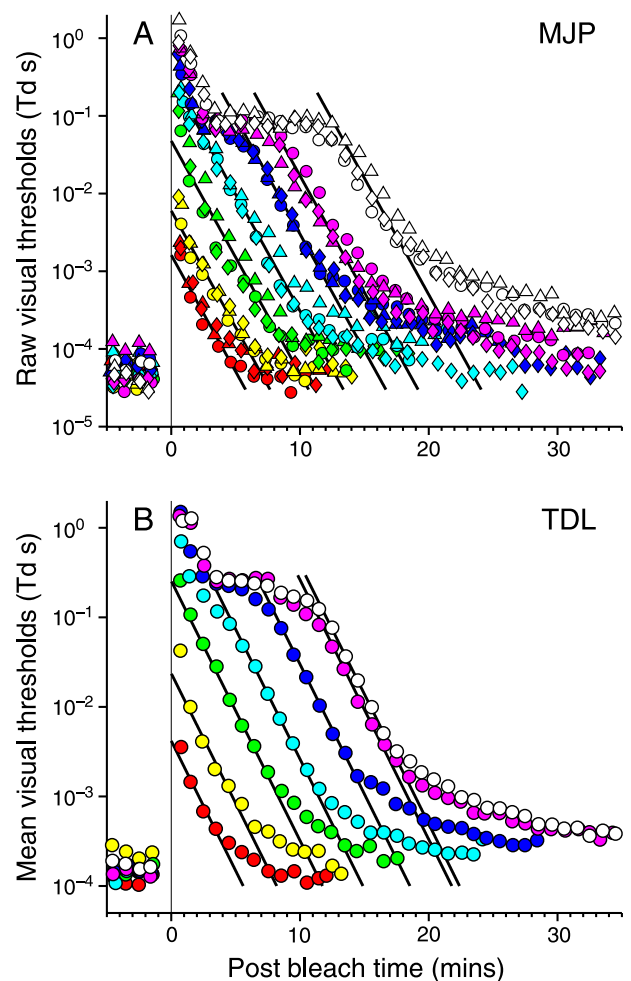 A
MJP
Raw visual thresholds (Td s)
10^0
10^-1
10^-2
10^-3
10^-4
10^-5
0
10
20
30
B
TDL
Mean visual thresholds (Td s)
10^0
10^-1
10^-2
10^-3
10^-4
0
10
20
30
Post bleach time (mins)